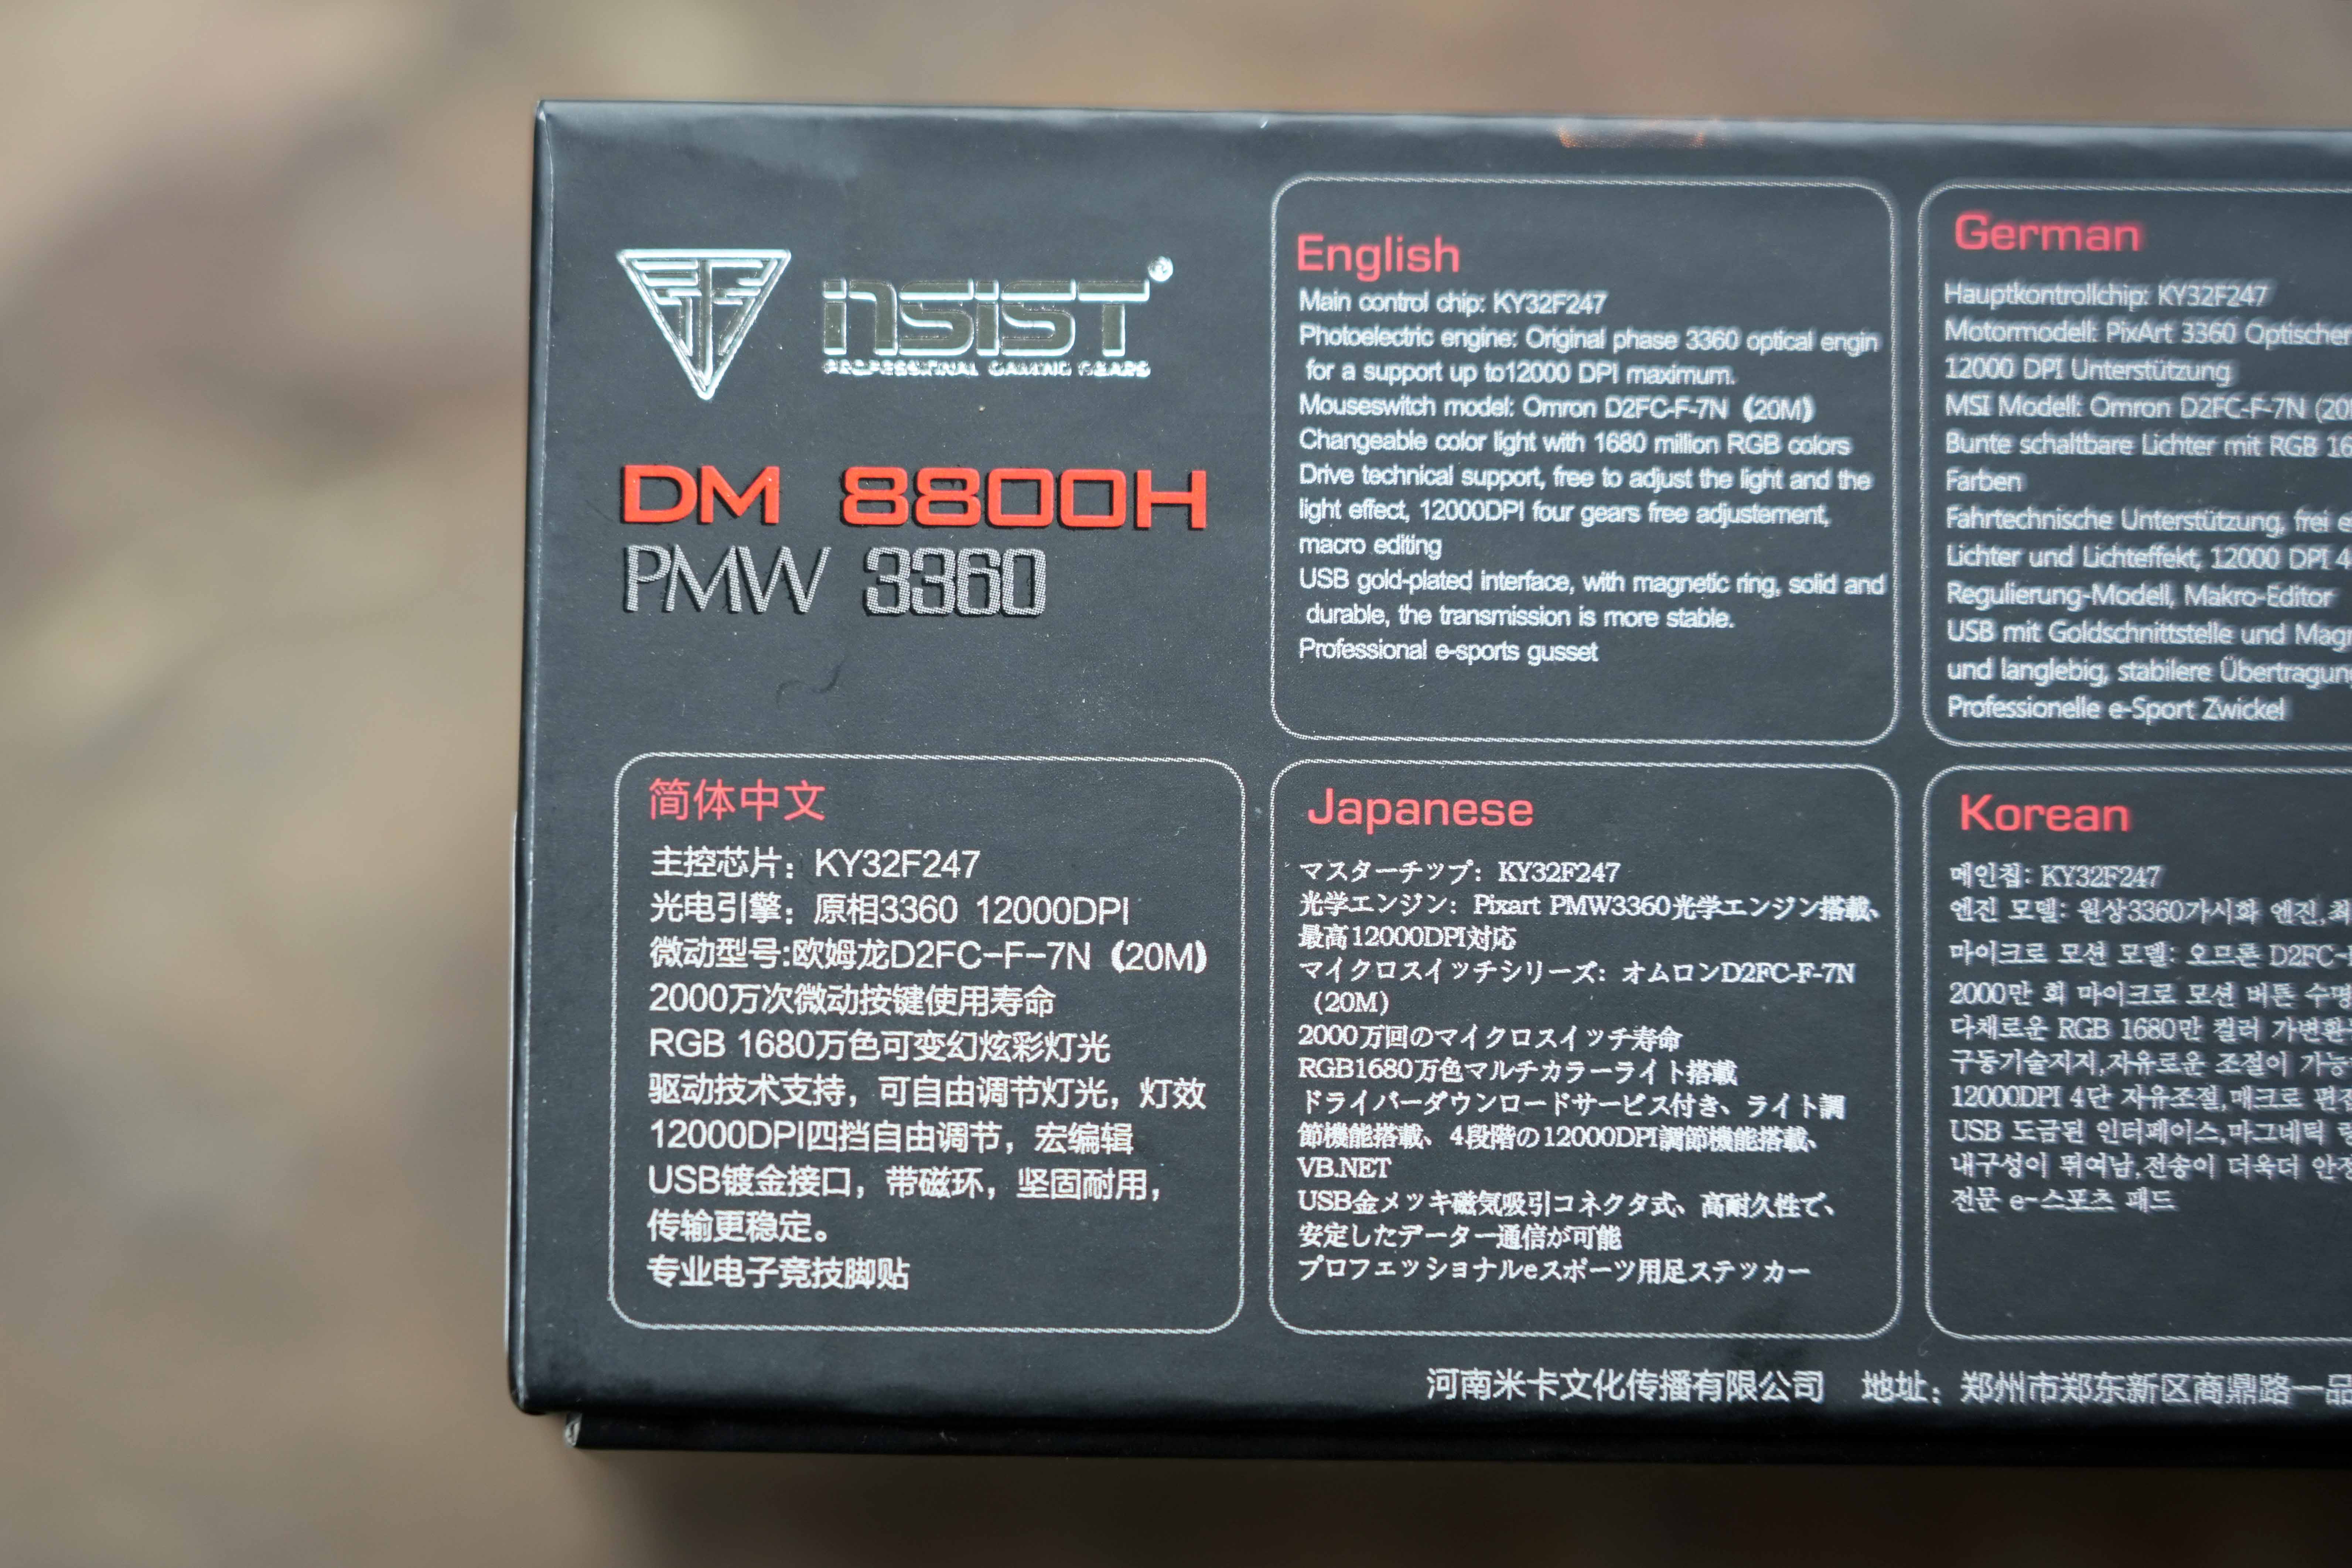 INSIST®
PROFESSIONAL GAMING GEARS
DM 8800H
PMW 3360
English
Main control chip: KY32F247
Photoelectric engine: Original phase 3360 optical engin
for a support up to12000 DPI maximum.
Mouseswitch model: Omron D2FC-F-7N (20M)
Changeable color light with 1680 million RGB colors
Drive technical support, free to adjust the light and the
light effect, 12000DPI four gears free adjustement,
macro editing
USB gold-plated interface, with magnetic ring, solid and
durable, the transmission is more stable.
Professional e-sports gusset
German
Hauptkontrollchip: KY32F247
Motormodell: PixArt 3360 Optischer
12000 DPI Unterstützung
MSI Modell: Omron D2FC-F-7N (20
Bunte schaltbare Lichter mit RGB 16
Farben
Fahrtechnische Unterstützung, frei e
Lichter und Lichteffekt, 12000 DPI 4
Regulierung-Modell, Makro-Editor
USB mit Goldschnittstelle und Mag
und langlebig, stabilere Übertragun
Professionelle e-Sport Zwickel
简体中文
主控芯片：KY32F247
光电引擎：原相3360 12000DPI
微动型号:欧姆龙D2FC-F-7N（20M）
2000万次微动按键使用寿命
RGB 1680万色可变幻炫彩灯光
驱动技术支持，可自由调节灯光，灯效
12000DPI四挡自由调节，宏编辑
USB镀金接口，带磁环，坚固耐用，
传输更稳定。
专业电子竞技脚贴
Japanese
マスターチップ：KY32F247
光学エンジン：Pixart PMW3360光学エンジン搭載、
最高12000DPI対応
マイクロスイッチシリーズ：オムロンD2FC-F-7N
（20M）
2000万回のマイクロスイッチ寿命
RGB1680万色マルチカラーライト搭載
ドライバーダウンロードサービス付き、ライト調
節機能搭載、4段階の12000DPI調節機能搭載、
VB.NET
USB金メッキ磁気吸引コネクタ式、高耐久性で、
安定したデーター通信が可能
プロフェッショナルeスポーツ用足ステッカー
Korean
메인칩: KY32F247
엔진 모델: 원상3360가시화 엔진,최
마이크로 모션 모델: 오므론 D2FC-
2000만 회 마이크로 모션 버튼 수명
다채로운 RGB 1680만 컬러 가변환
구동기술지지,자유로운 조절이 가능
12000DPI 4단 자유조절,매크로 편집
USB 도금된 인터페이스,마그네틱 링
내구성이 뛰어남,전송이 더욱더 안정
전문 e-스포츠 패드
河南米卡文化传播有限公司 地址：郑州市郑东新区商鼎路一品